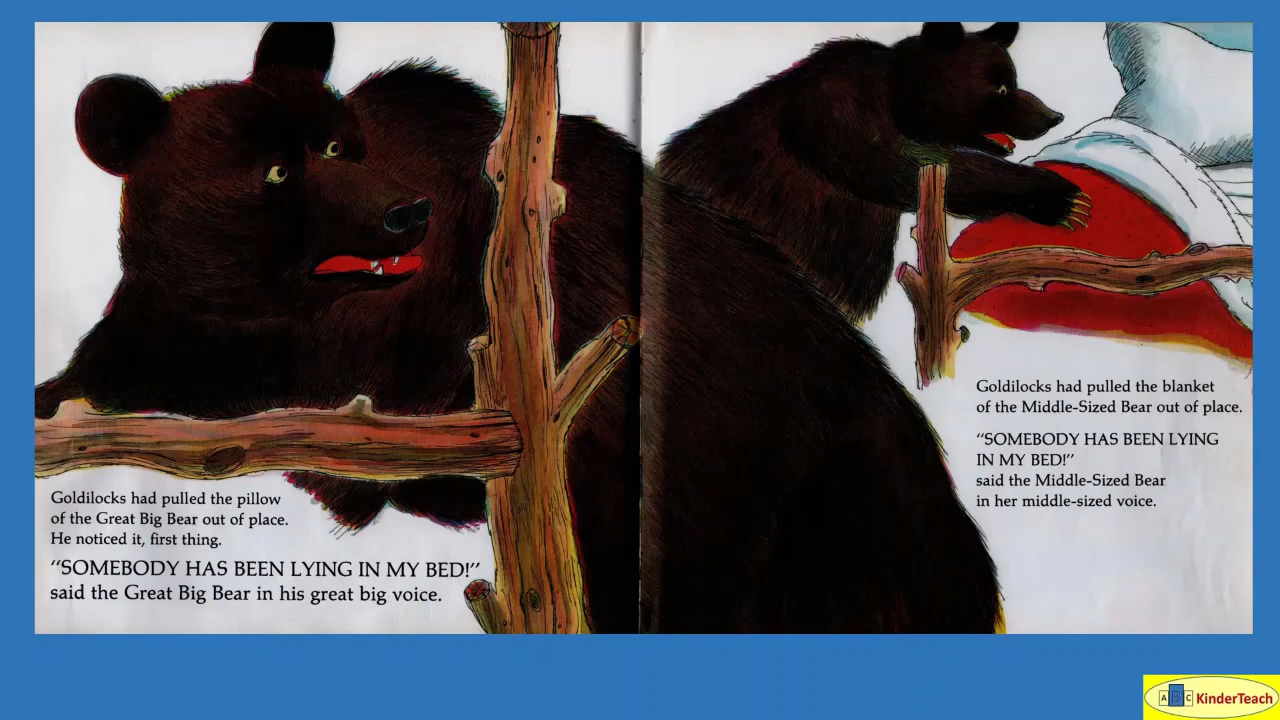 Goldilocks had pulled the pillow
of the Great Big Bear out of place.
He noticed it, first thing.
“SOMEBODY HAS BEEN LYING IN MY BED!”
said the Great Big Bear in his great big voice.
Goldilocks had pulled the blanket
of the Middle-Sized Bear out of place.
“SOMEBODY HAS BEEN LYING
IN MY BED!”
said the Middle-Sized Bear
in her middle-sized voice.
A B C KinderTeach